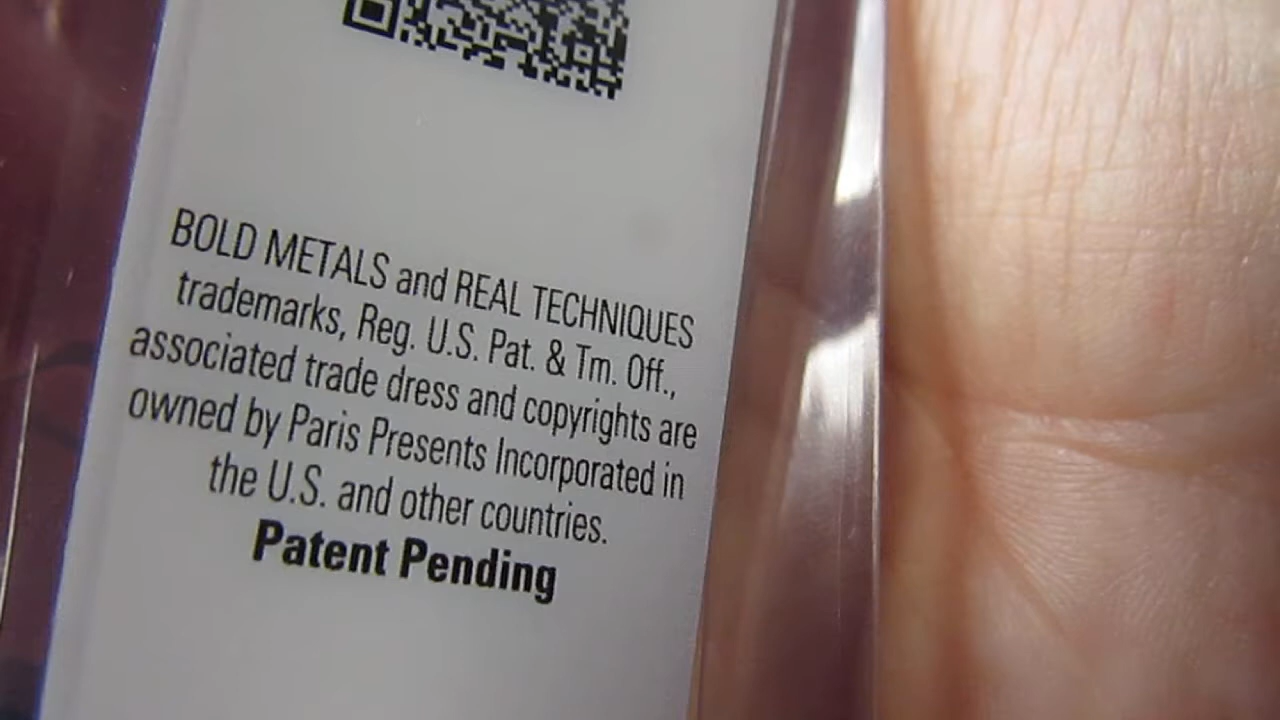 BOLD METALS and REAL TECHNIQUES
trademarks, Reg. U.S. Pat. & Tm. Off.,
associated trade dress and copyrights are
owned by Paris Presents Incorporated in
the U.S. and other countries.
Patent Pending